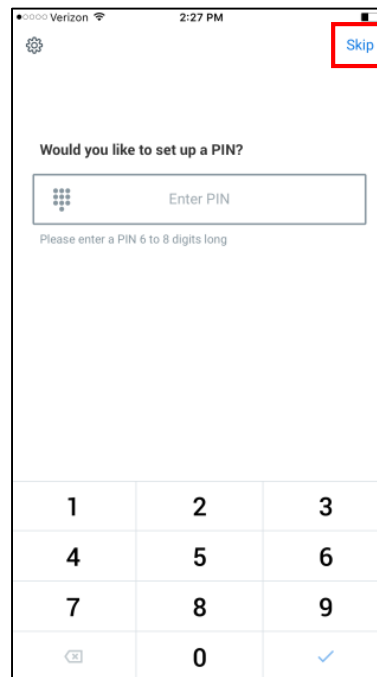 Verizon 2:27 PM
Skip
Would you like to set up a PIN?
Enter PIN
Please enter a PIN 6 to 8 digits long
1 2 3
4 5 6
7 8 9
0